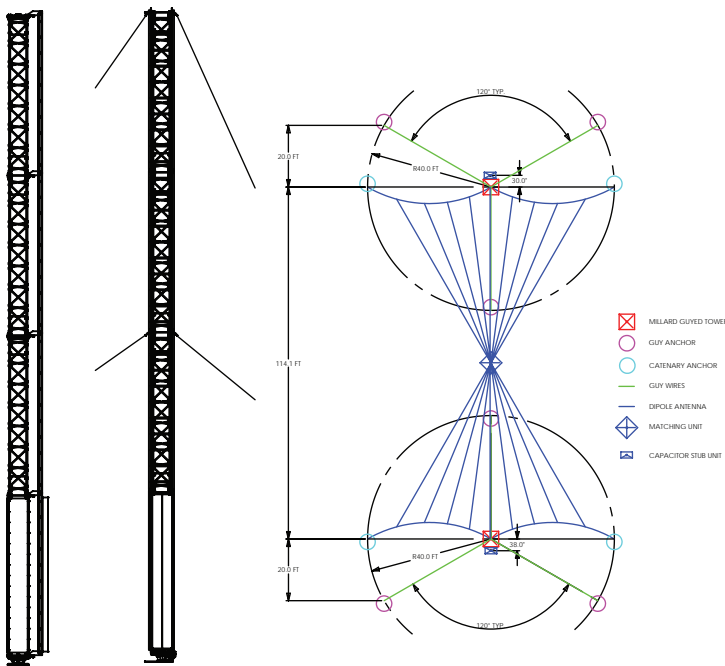 120° TYP.
20.0 FT
R40.0 FT
30.0"
114.1 FT
MILLARD GUYED TOWER
GUY ANCHOR
CATENARY ANCHOR
GUY WIRES
DIPOLE ANTENNA
MATCHING UNIT
CAPACITOR STUB UNIT
38.0"
R40.0 FT
20.0 FT
120° TYP.